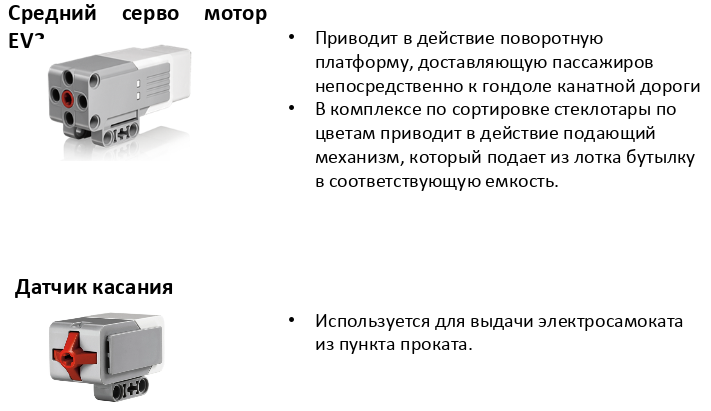 Средний серво мотор
EV3
• Приводит в действие поворотную
платформу, доставляющую пассажиров
непосредственно к гондоле канатной дороги
• В комплексе по сортировке стеклотары по
цветам приводит в действие подающий
механизм, который подает из лотка бутылку
в соответствующую емкость.
Датчик касания
• Используется для выдачи электросамоката
из пункта проката.